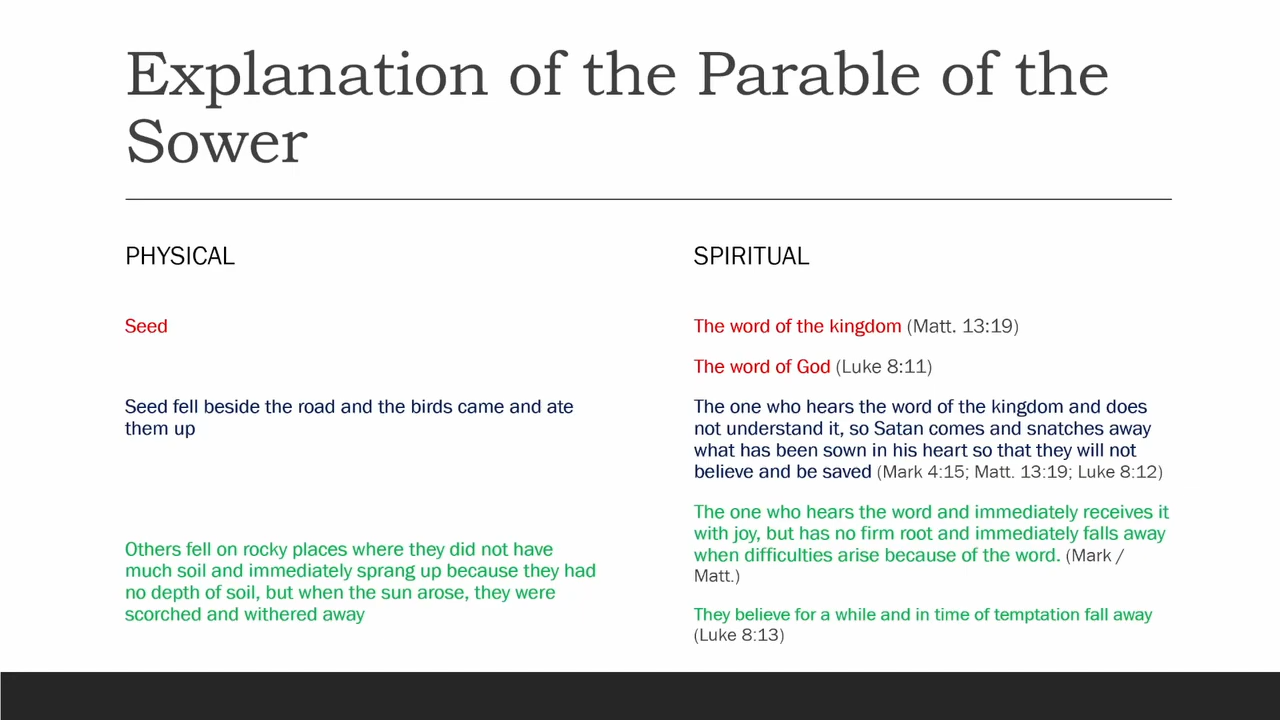 Explanation of the Parable of the
Sower
PHYSICAL
Seed
Seed fell beside the road and the birds came and ate
them up
Others fell on rocky places where they did not have
much soil and immediately sprang up because they had
no depth of soil, but when the sun arose, they were
scorched and withered away
SPIRITUAL
The word of the kingdom (Matt. 13:19)
The word of God (Luke 8:11)
The one who hears the word of the kingdom and does
not understand it, so Satan comes and snatches away
what has been sown in his heart so that they will not
believe and be saved (Mark 4:15; Matt. 13:19; Luke 8:12)
The one who hears the word and immediately receives it
with joy, but has no firm root and immediately falls away
when difficulties arise because of the word. (Mark /
Matt.)
They believe for a while and in time of temptation fall away
(Luke 8:13)